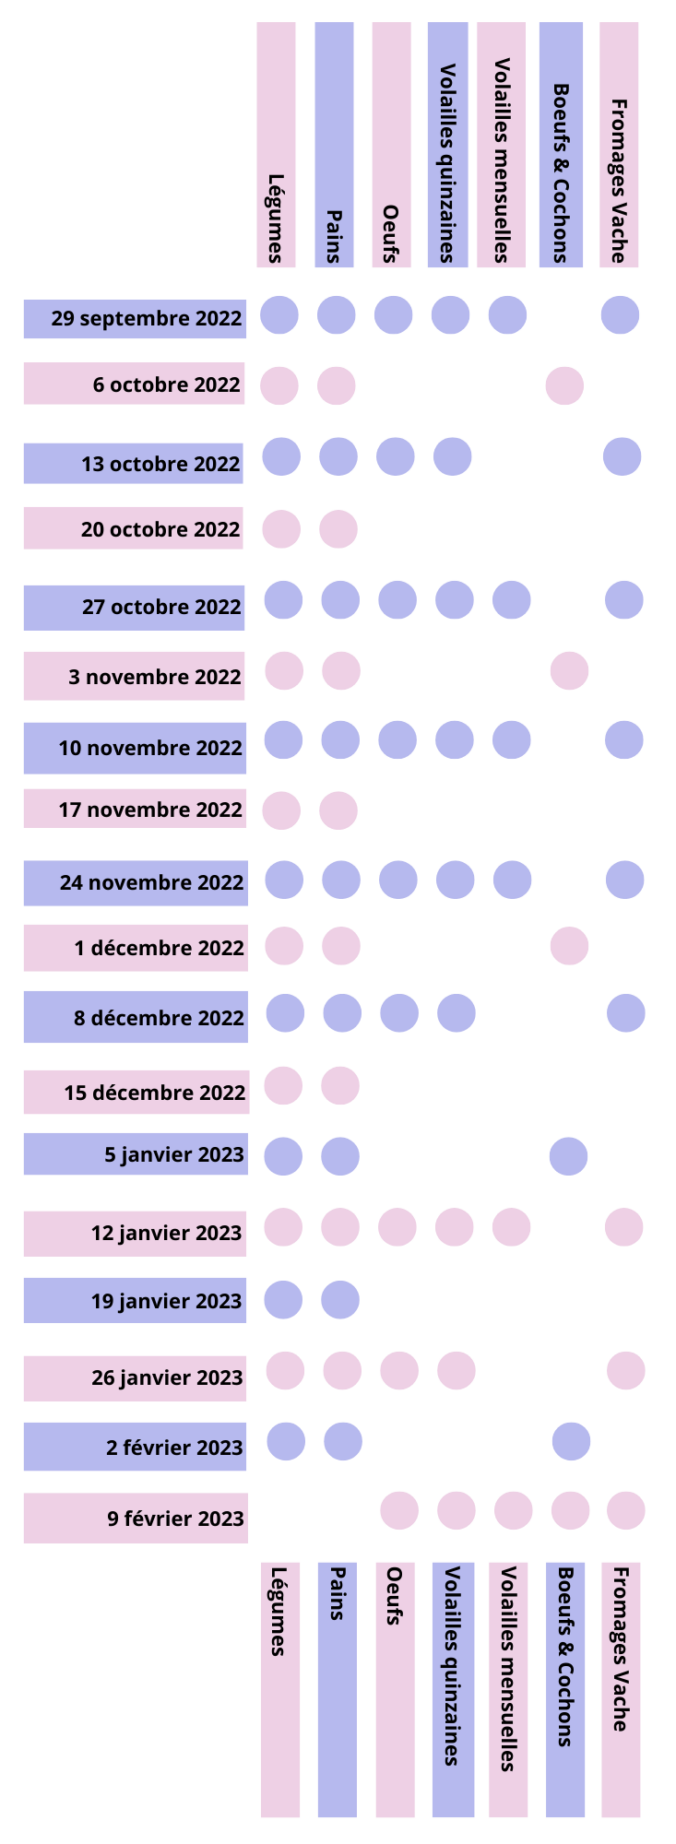 Légumes
Pains
Oeufs
Volailles quinzaines
Volailles mensuelles
Boeufs & Cochons
Fromages Vache
29 septembre 2022
6 octobre 2022
13 octobre 2022
20 octobre 2022
27 octobre 2022
3 novembre 2022
10 novembre 2022
17 novembre 2022
24 novembre 2022
1 décembre 2022
8 décembre 2022
15 décembre 2022
5 janvier 2023
12 janvier 2023
19 janvier 2023
26 janvier 2023
2 février 2023
9 février 2023
Légumes
Pains
Oeufs
Volailles quinzaines
Volailles mensuelles
Boeufs & Cochons
Fromages Vache